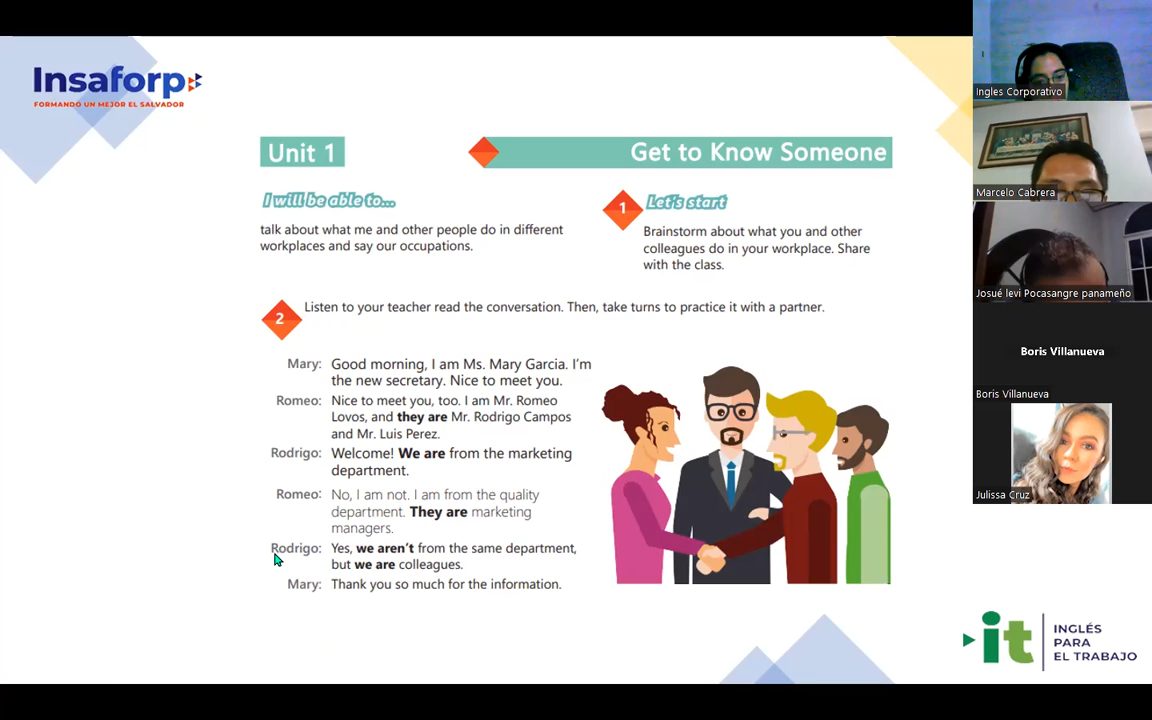 Insaforp
FORMANDO UN MEJOR EL SALVADOR
Unit 1
Get to Know Someone
I will be able to...
talk about what me and other people do in different
workplaces and say our occupations.
1
Let's start
Brainstorm about what you and other
colleagues do in your workplace. Share
with the class.
2
Listen to your teacher read the conversation. Then, take turns to practice it with a partner.
Mary: Good morning, I am Ms. Mary Garcia. I'm
the new secretary. Nice to meet you.
Romeo: Nice to meet you, too. I am Mr. Romeo
Lovos, and they are Mr. Rodrigo Campos
and Mr. Luis Perez.
Rodrigo: Welcome! We are from the marketing
department.
Romeo: No, I am not. I am from the quality
department. They are marketing
managers.
Rodrigo: Yes, we aren't from the same department,
but we are colleagues.
Mary: Thank you so much for the information.
it
INGLÉS
PARA
EL TRABAJO
Ingles Corporativo
Marcelo Cabrera
Josué levi Pocasangre panameño
Boris Villanueva
Boris Villanueva
Julissa Cruz